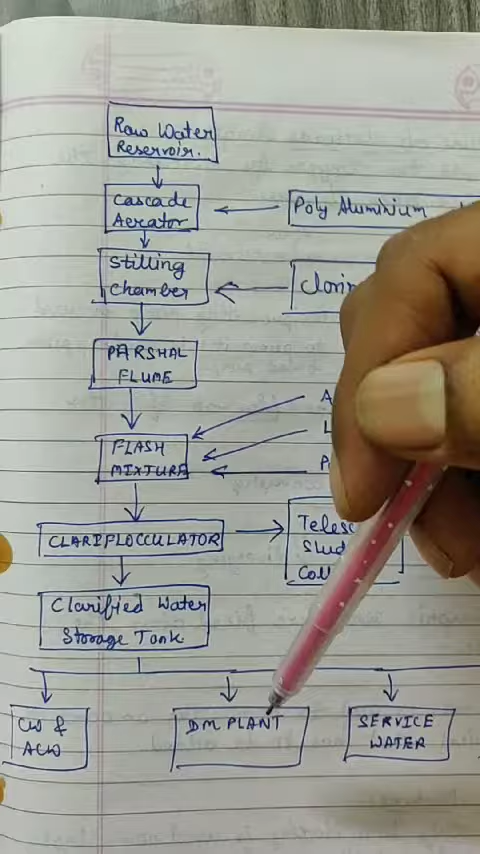 Raw Water
Reservoir.
Cascade
Aerator
Poly Aluminium
Stilling
Chamber
PARSHAL
FLUME
FLASH
MIXTURE
CLARIFLOCCULATOR
Clarified Water
Storage Tank
CW &
ACW
DM PLANT
SERVICE
WATER